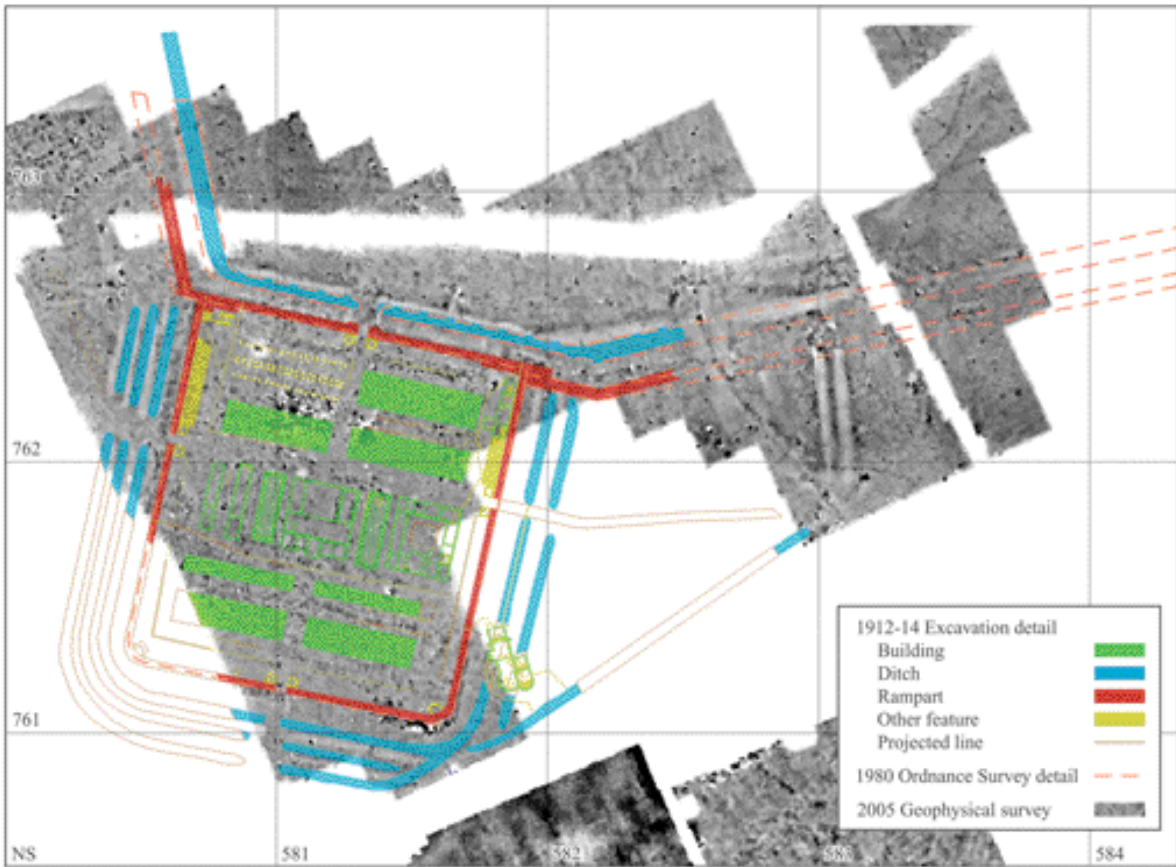 763
762
761
NS
581
582
583
584
1912-14 Excavation detail
Building
Ditch
Rampart
Other feature
Projected line
1980 Ordnance Survey detail
2005 Geophysical survey